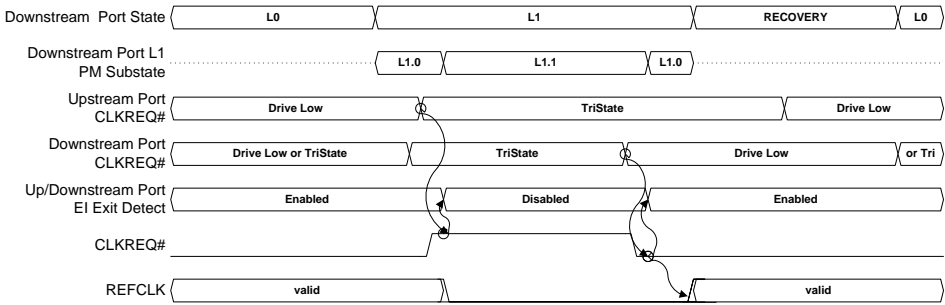 Downstream Port State L0 L1 RECOVERY L0
Downstream Port L1
PM Substate
L1.0 L1.1 L1.0
Upstream Port
CLKREQ#
Drive Low TriState Drive Low
Downstream Port
CLKREQ#
Drive Low or TriState TriState Drive Low or Tri
Up/Downstream Port
EI Exit Detect
Enabled Disabled Enabled
CLKREQ#
REFCLK valid valid